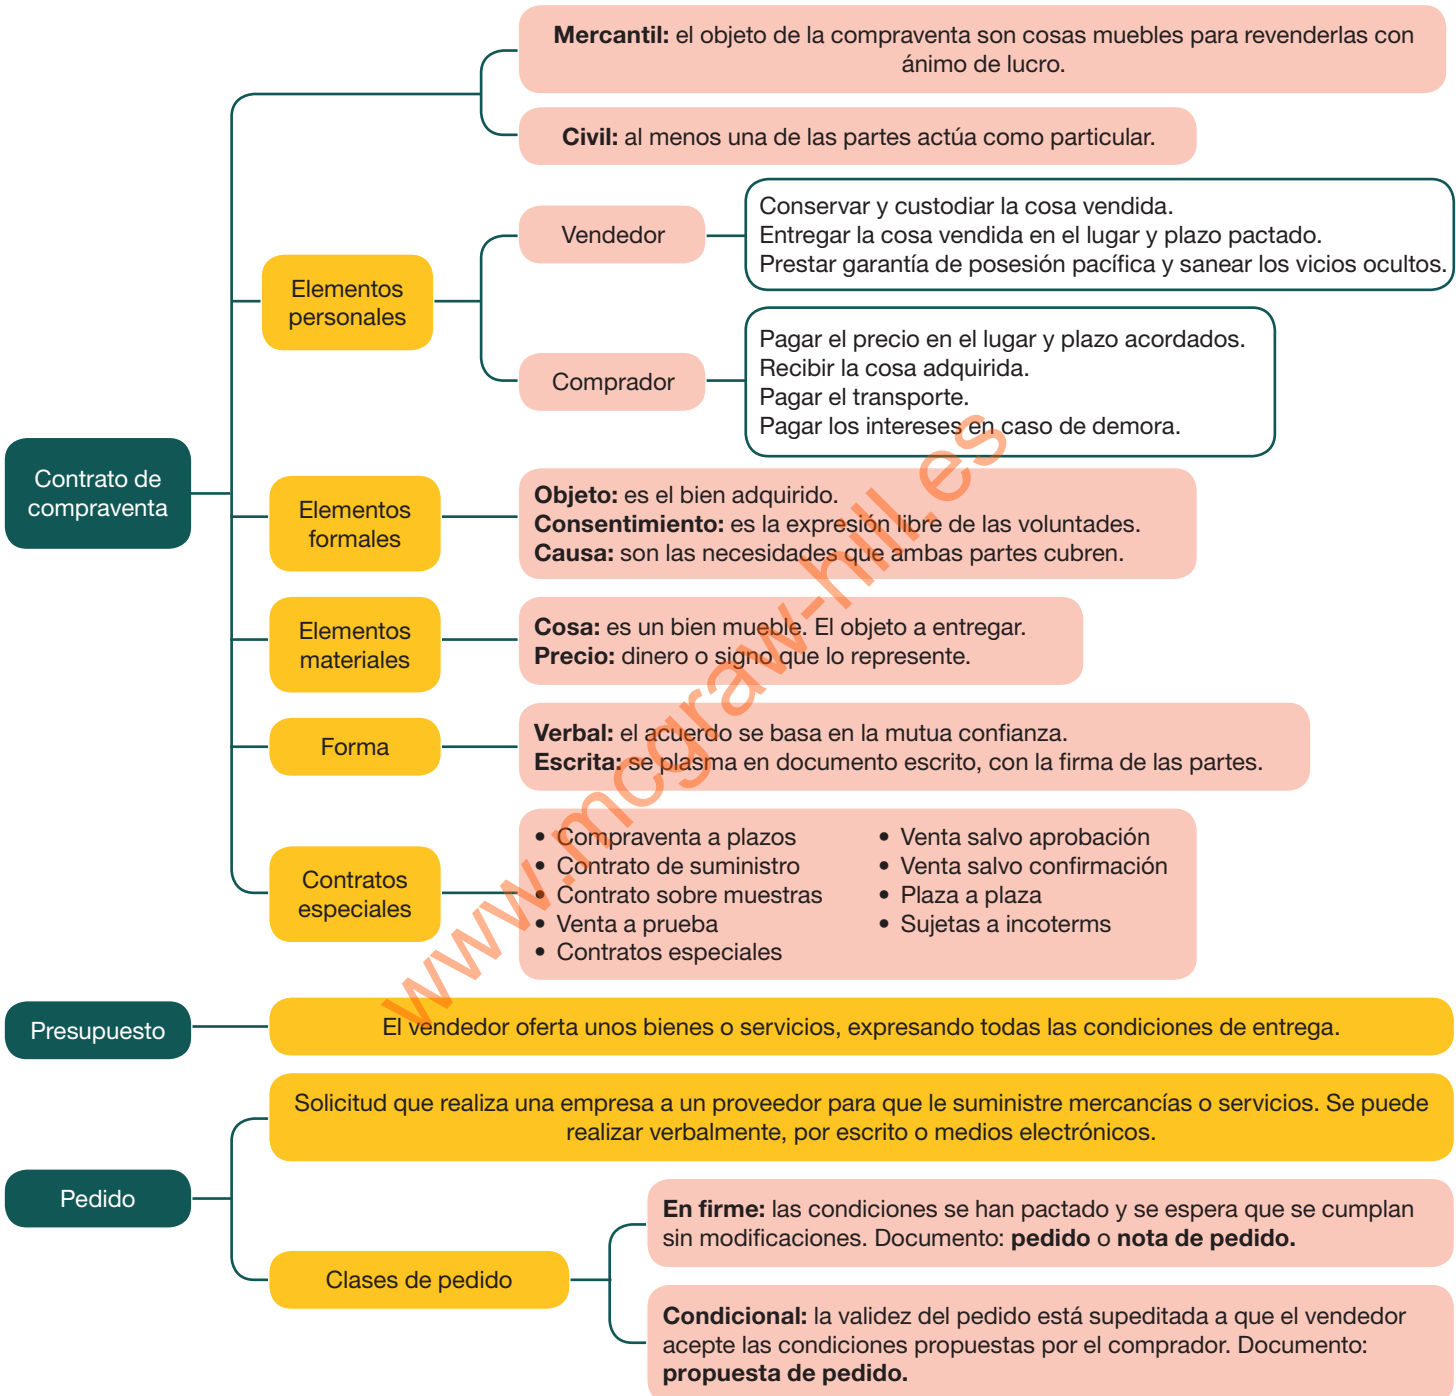 Mercantil: el objeto de la compraventa son cosas muebles para revenderlas con
ánimo de lucro.
Civil: al menos una de las partes actúa como particular.
Elementos
personales
Vendedor
Conservar y custodiar la cosa vendida.
Entregar la cosa vendida en el lugar y plazo pactado.
Prestar garantía de posesión pacífica y sanear los vicios ocultos.
Comprador
Pagar el precio en el lugar y plazo acordados.
Recibir la cosa adquirida.
Pagar el transporte.
Pagar los intereses en caso de demora.
Contrato de
compraventa
Elementos
formales
Objeto: es el bien adquirido.
Consentimiento: es la expresión libre de las voluntades.
Causa: son las necesidades que ambas partes cubren.
Elementos
materiales
Cosa: es un bien mueble. El objeto a entregar.
Precio: dinero o signo que lo represente.
Forma
Verbal: el acuerdo se basa en la mutua confianza.
Escrita: se plasma en documento escrito, con la firma de las partes.
Contratos
especiales
• Compraventa a plazos
• Contrato de suministro
• Contrato sobre muestras
• Venta a prueba
• Contratos especiales
• Venta salvo aprobación
• Venta salvo confirmación
• Plaza a plaza
• Sujetas a incoterms
Presupuesto
El vendedor oferta unos bienes o servicios, expresando todas las condiciones de entrega.
Pedido
Solicitud que realiza una empresa a un proveedor para que le suministre mercancías o servicios. Se puede
realizar verbalmente, por escrito o medios electrónicos.
Clases de pedido
En firme: las condiciones se han pactado y se espera que se cumplan
sin modificaciones. Documento: pedido o nota de pedido.
Condicional: la validez del pedido está supeditada a que el vendedor
acepte las condiciones propuestas por el comprador. Documento:
propuesta de pedido.
www.mcgraw-hill.es